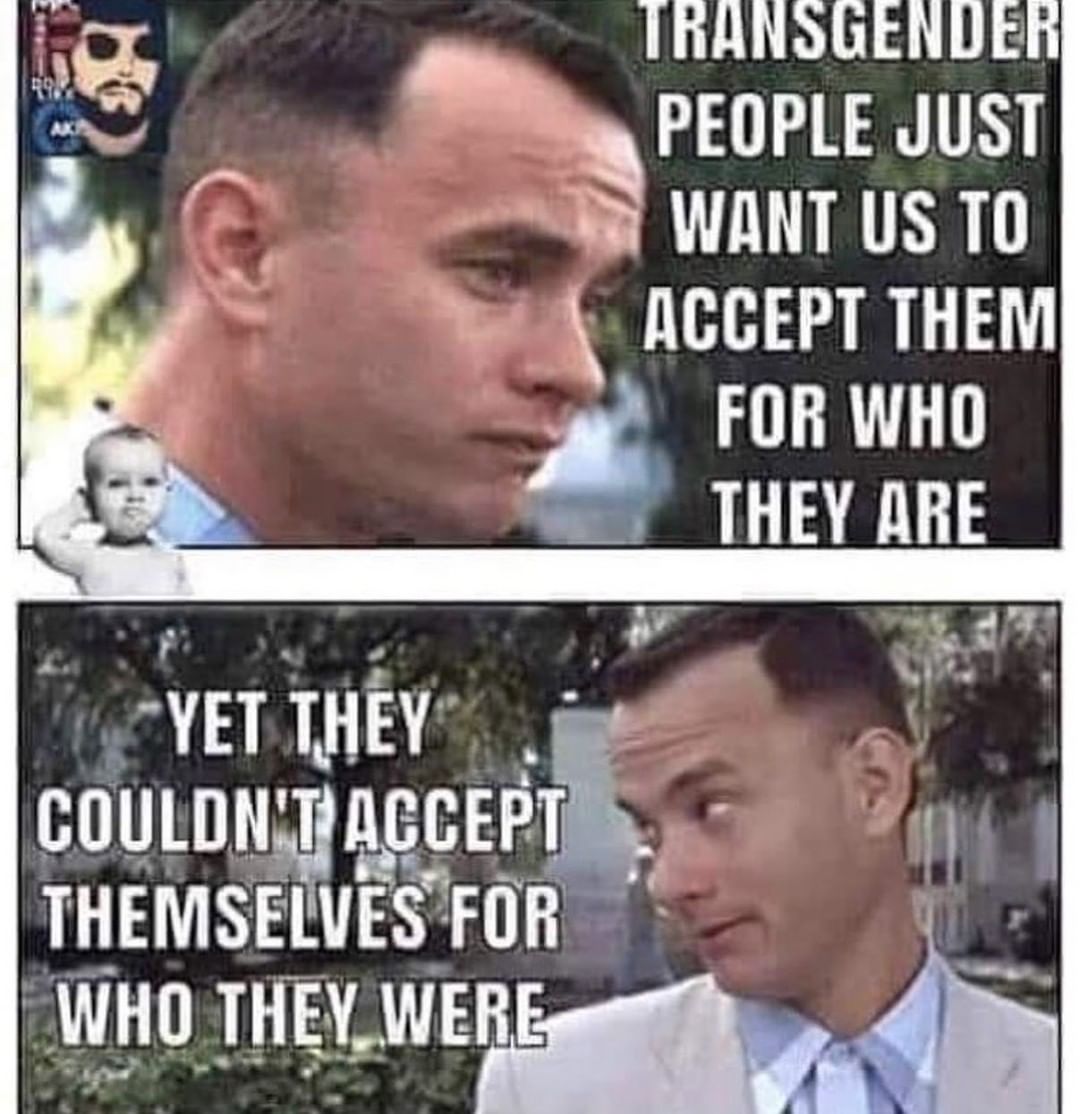 TRANSGENDER
PEOPLE JUST
WANT US TO
ACCEPT THEM
FOR WHO
THEY ARE
YET THEY
COULDN'T ACCEPT
THEMSELVES FOR
WHO THEY WERE